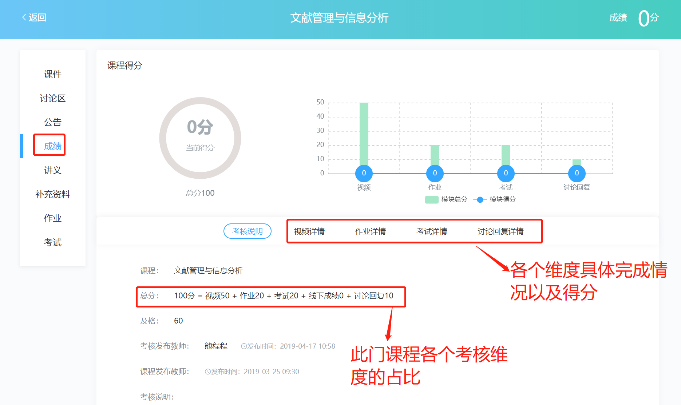 返回
文献管理与信息分析
成绩 0分
课件
讨论区
公告
成绩
讲义
补充资料
作业
考试
课程得分
0分
当前得分
总分100
50
40
30
20
10
0
0 0 0 0
视频 作业 考试 讨论回复
模块总分 模块得分
考核说明 视频详情 作业详情 考试详情 讨论回复详情
各个维度具体完成情
况以及得分
课程: 文献管理与信息分析
总分: 100分 = 视频50 + 作业20 + 考试20 + 线下成绩0 + 讨论回复10
及格: 60
考核发布教师: 程程 发布时间: 2019-04-17 10:58
此门课程各个考核维
度的占比
课程发布教师: 发布时间: 2019-03-25 09:30
考核说明: